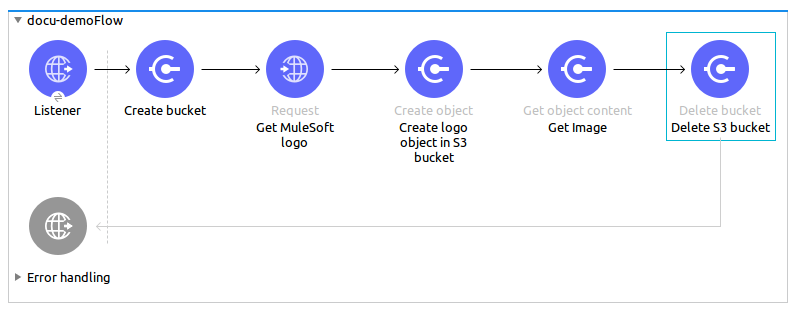 docu-demoFlow
Listener
Create bucket
Request
Get MuleSoft
logo
Create object
Create logo
object in S3
bucket
Get object content
Get Image
Delete bucket
Delete S3 bucket
Error handling